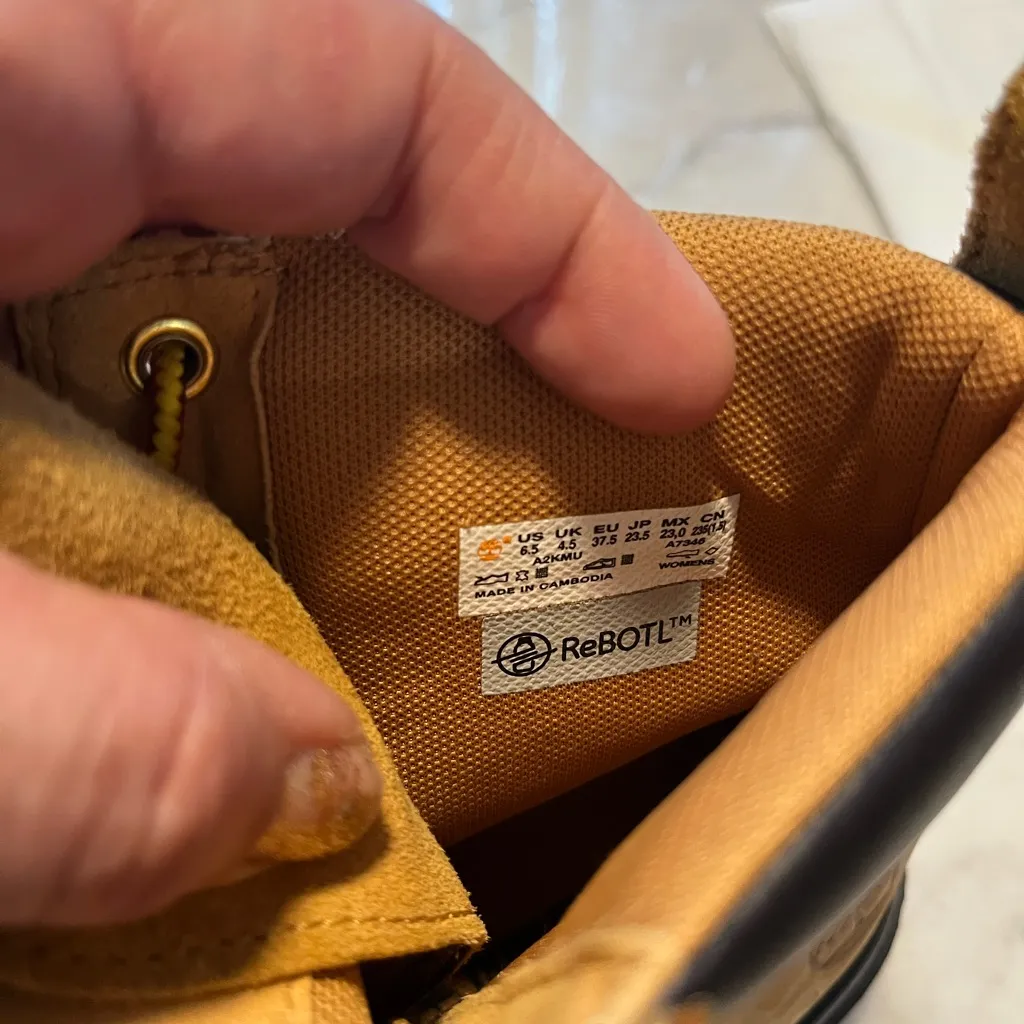 US UK EU JP MX CN
6.5 4.5 37.5 23.5 23,0 235(1,5)
A2KMU A7346
WOMENS
MADE IN CAMBODIA
ReBOTL™